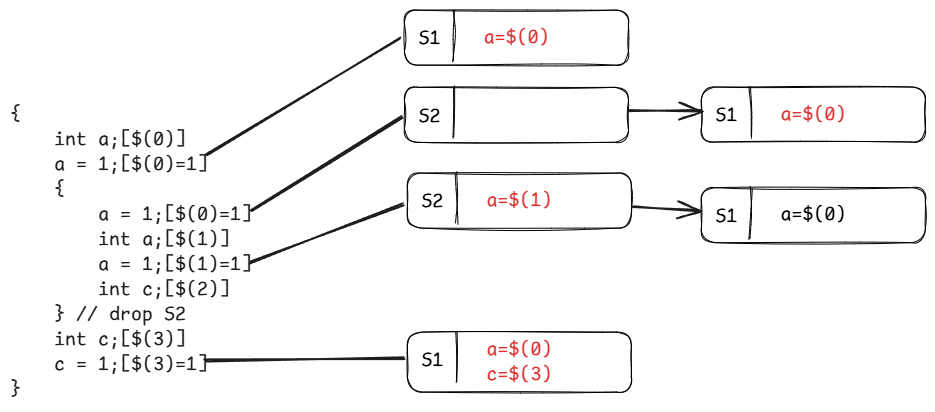 {
int a;[$(0)]
a = 1;[$(0)=1]
{
a = 1;[$(0)=1]
int a;[$(1)]
a = 1;[$(1)=1]
int c;[$(2)]
} // drop S2
int c;[$(3)]
c = 1;[$(3)=1]
}
S1 a=$(0)
S2
S1 a=$(0)
S2 a=$(1)
S1 a=$(0)
S1
a=$(0)
c=$(3)